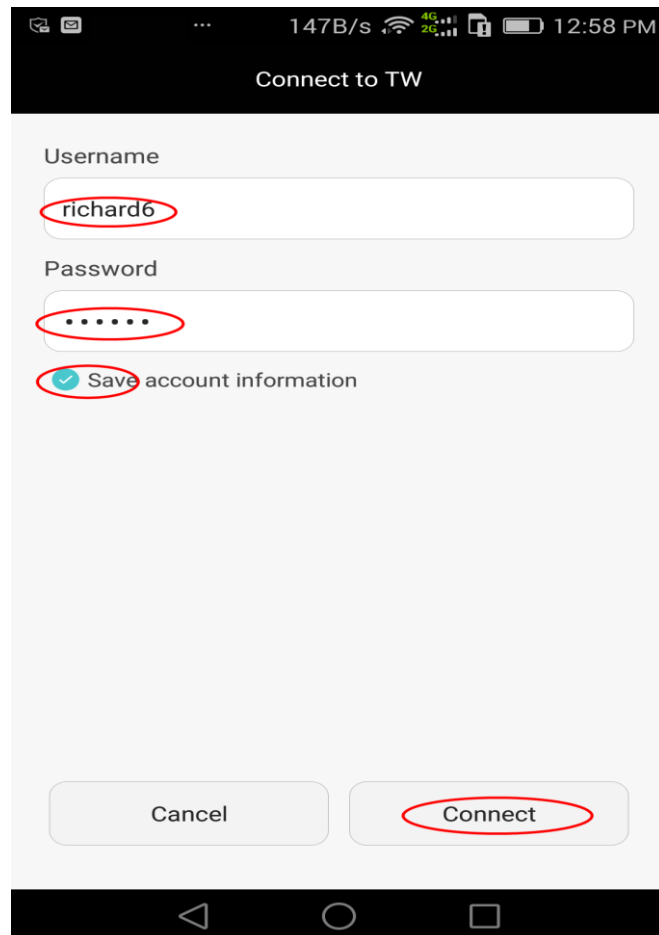 147B/s 4G 2G 12:58 PM
Connect to TW
Username
richard6
Password
••••••
Save account information
Cancel Connect